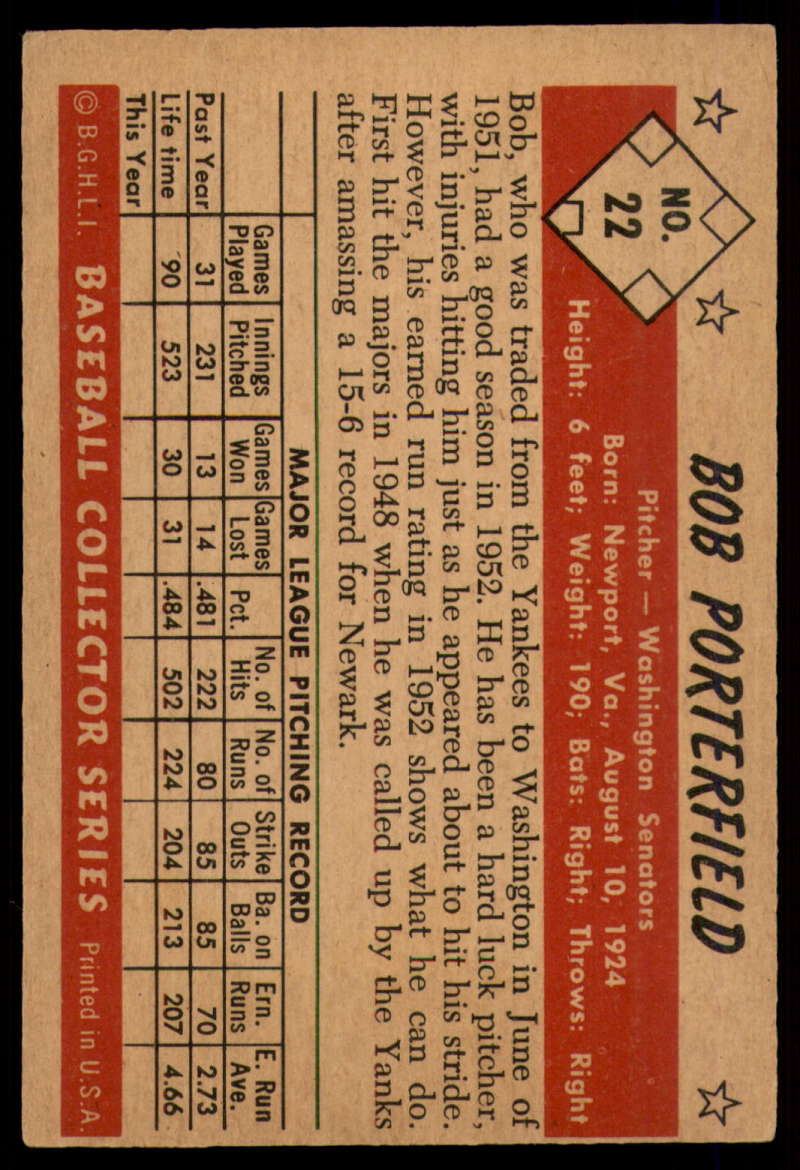 NO.
22
BOB PORTERFIELD
Pitcher — Washington Senators
Born: Newport, Va., August 10, 1924
Height: 6 feet; Weight: 190; Bats: Right; Throws: Right
Bob, who was traded from the Yankees to Washington in June of
1951, had a good season in 1952. He has been a hard luck pitcher,
with injuries hitting him just as he appeared about to hit his stride.
However, his earned run rating in 1952 shows what he can do.
First hit the majors in 1948 when he was called up by the Yanks
after amassing a 15-6 record for Newark.
MAJOR LEAGUE PITCHING RECORD
Games Played Innings Pitched Games Won Games Lost Pct. No. of Hits No. of Runs Strike Outs Ba. on Balls Ern. Runs E. Run Ave.
Past Year 31 231 13 14 .481 222 80 85 85 70 2.73
Life time 90 523 30 31 .484 502 224 204 213 207 4.66
This Year
© B.G.H.L.I. BASEBALL COLLECTOR SERIES Printed in U.S.A.